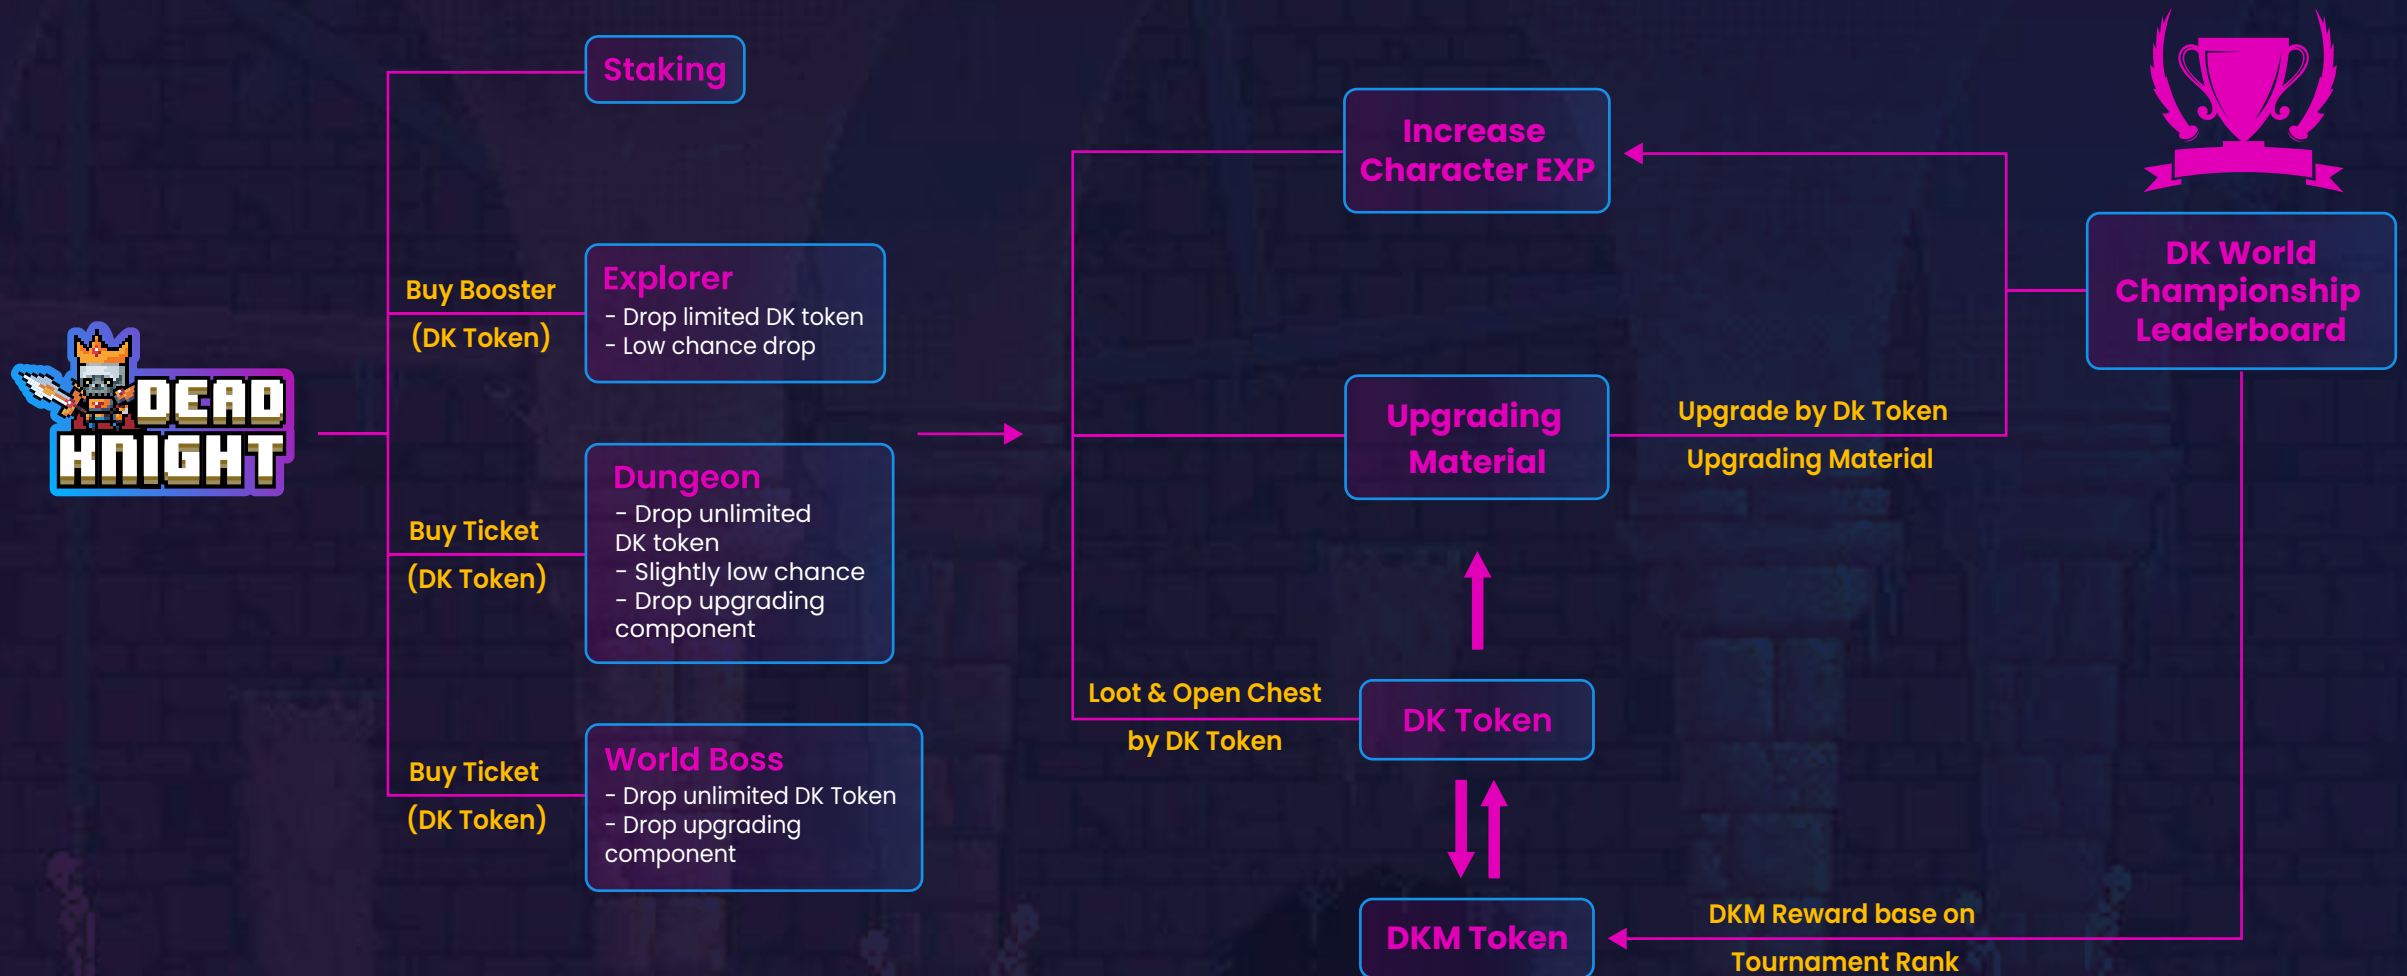 DEAD
KNIGHT
Staking
Buy Booster
(DK Token)
Explorer
- Drop limited DK token
- Low chance drop
Buy Ticket
(DK Token)
Dungeon
- Drop unlimited
DK token
- Slightly low chance
- Drop upgrading
component
Buy Ticket
(DK Token)
World Boss
- Drop unlimited DK Token
- Drop upgrading
component
Increase
Character EXP
Upgrading
Material
Upgrade by Dk Token
Upgrading Material
Loot & Open Chest
by DK Token
DK Token
DKM Token
DK World
Championship
Leaderboard
DKM Reward base on
Tournament Rank